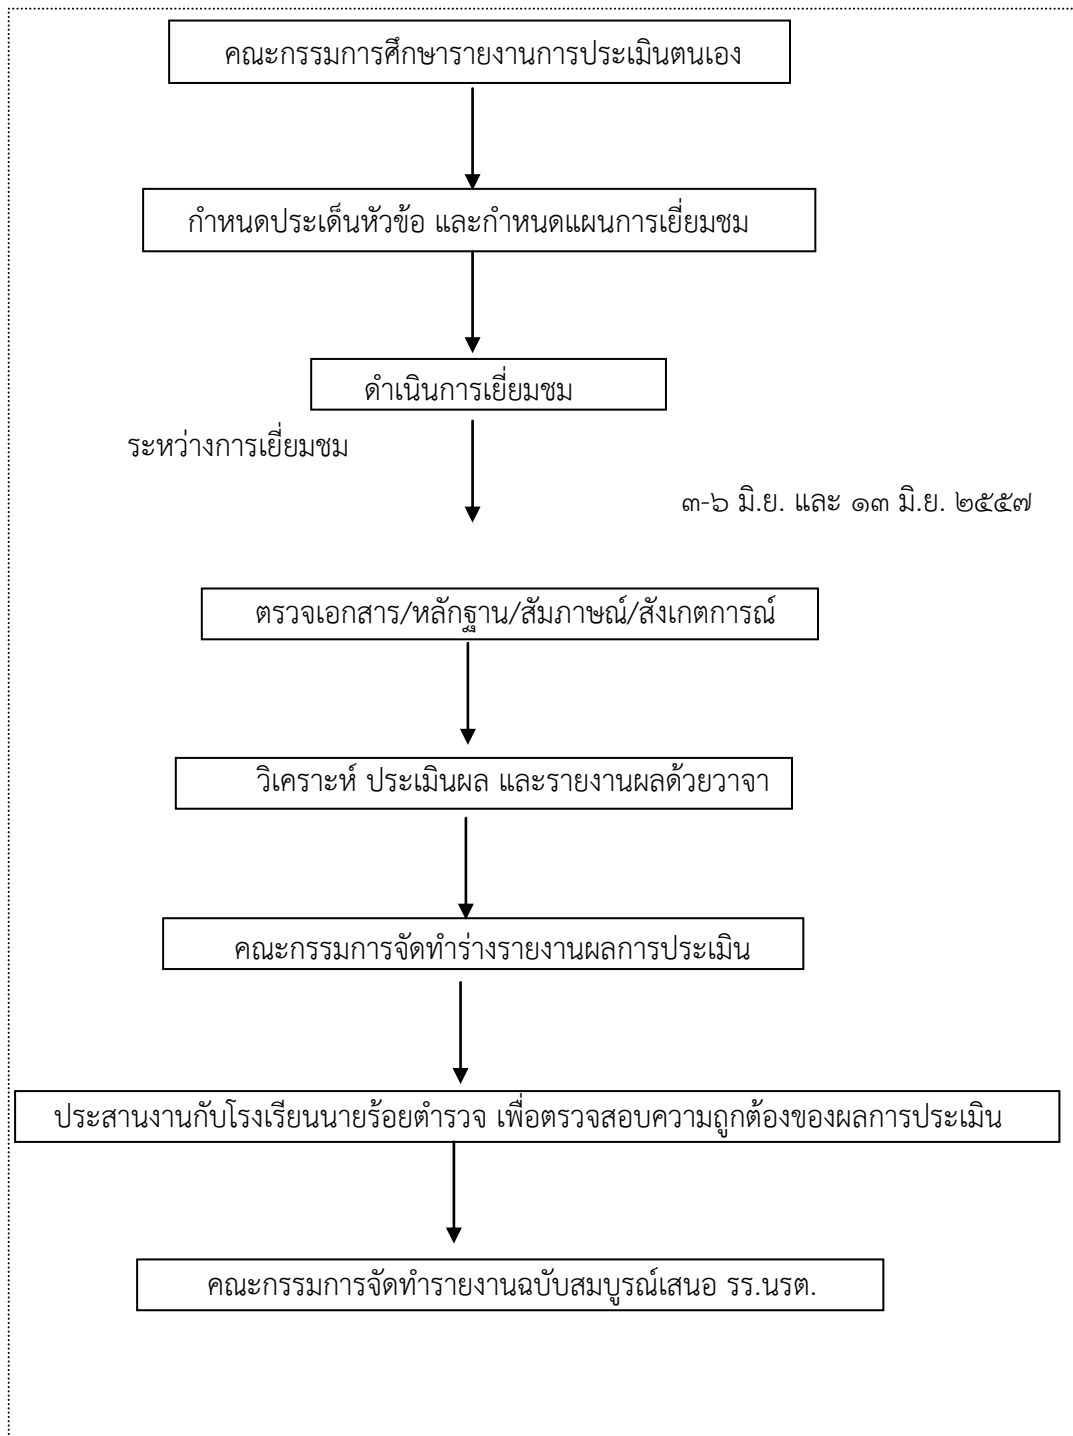 คณะกรรมการศึกษารายงานการประเมินตนเอง
กำหนดประเด็นหัวข้อ และกำหนดแผนการเยี่ยมชม
ดำเนินการเยี่ยมชม
ระหว่างการเยี่ยมชม
๓-๖ มิ.ย. และ ๑๓ มิ.ย. ๒๕๕๗
ตรวจเอกสาร/หลักฐาน/สัมภาษณ์/สังเกตการณ์
วิเคราะห์ ประเมินผล และรายงานผลด้วยวาจา
คณะกรรมการจัดทำร่างรายงานผลการประเมิน
ประสานงานกับโรงเรียนนายร้อยตำรวจ เพื่อตรวจสอบความถูกต้องของผลการประเมิน
คณะกรรมการจัดทำรายงานฉบับสมบูรณ์เสนอ รร.นรต.